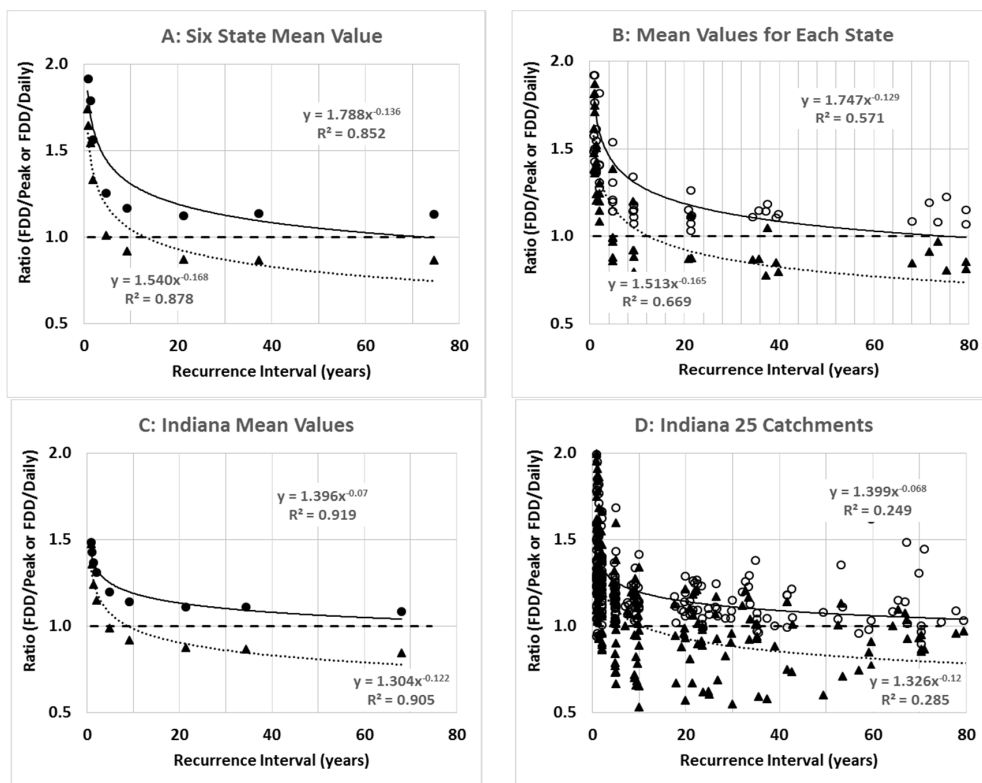 A: Six State Mean Value
Ratio (FDD/Peak or FDD/Daily)
2.0
1.5
1.0
0.5
y = 1.788x^-0.136
R² = 0.852
y = 1.540x^-0.168
R² = 0.878
0 20 40 60 80
Recurrence Interval (years)
B: Mean Values for Each State
Ratio (FDD/Peak or FDD/Daily)
2.0
1.5
1.0
0.5
y = 1.747x^-0.129
R² = 0.571
y = 1.513x^-0.165
R² = 0.669
0 20 40 60 80
Recurrence Interval (years)
C: Indiana Mean Values
Ratio (FDD/Peak or FDD/Daily)
2.0
1.5
1.0
0.5
y = 1.396x^-0.07
R² = 0.919
y = 1.304x^-0.122
R² = 0.905
0 20 40 60 80
Recurrence Interval (years)
D: Indiana 25 Catchments
Ratio (FDD/Peak or FDD/Daily)
2.0
1.5
1.0
0.5
y = 1.399x^-0.068
R² = 0.249
y = 1.326x^-0.12
R² = 0.285
0 20 40 60 80
Recurrence Interval (years)